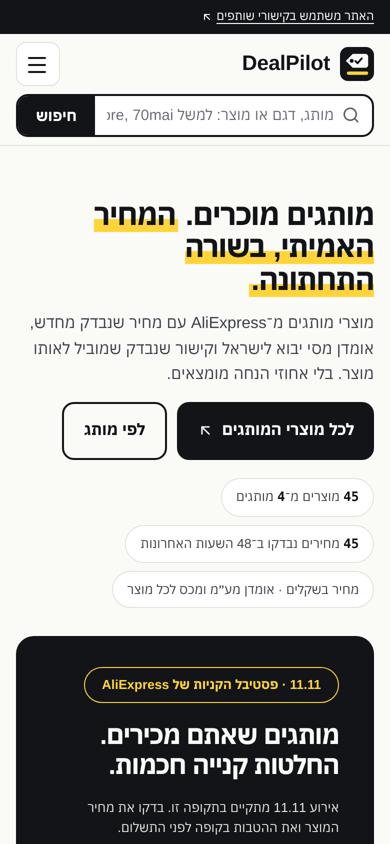 האתר משתמש בקישורי שותפים
DealPilot
מותג, דגם או מוצר: למשל ore, 70mai
חיפוש
מותגים מוכרים. המחיר
האמיתי, בשורה
התחתונה.
מוצרי מותגים מ־AliExpress עם מחיר שנבדק מחדש,
אומדן מסי יבוא לישראל וקישור שנבדק שמוביל לאותו
מוצר. בלי אחוזי הנחה מומצאים.
לכל מוצרי המותגים
לפי מותג
45 מוצרים מ־4 מותגים
45 מחירים נבדקו ב־48 השעות האחרונות
מחיר בשקלים · אומדן מע״מ ומכס לכל מוצר
11.11 · פסטיבל הקניות של AliExpress
מותגים שאתם מכירים.
החלטות קנייה חכמות.
אירוע 11.11 מתקיים בתקופה זו. בדקו את מחיר
המוצר ואת ההטבות בקופה לפני התשלום.